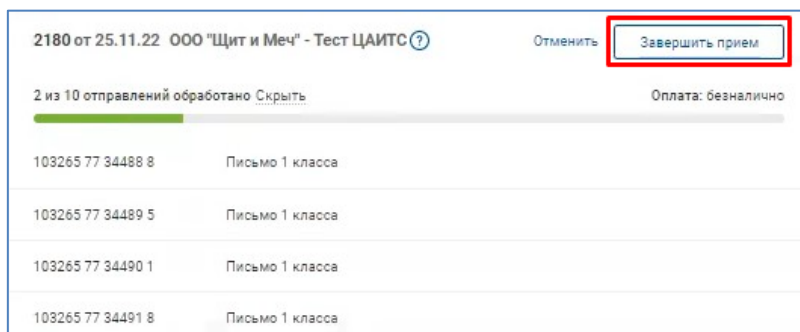 2180 от 25.11.22 ООО "Щит и Меч" - Тест ЦАИТС ? Отменить Завершить прием
2 из 10 отправлений обработано Скрыть Оплата: безналично
103265 77 34488 8 Письмо 1 класса
103265 77 34489 5 Письмо 1 класса
103265 77 34490 1 Письмо 1 класса
103265 77 34491 8 Письмо 1 класса